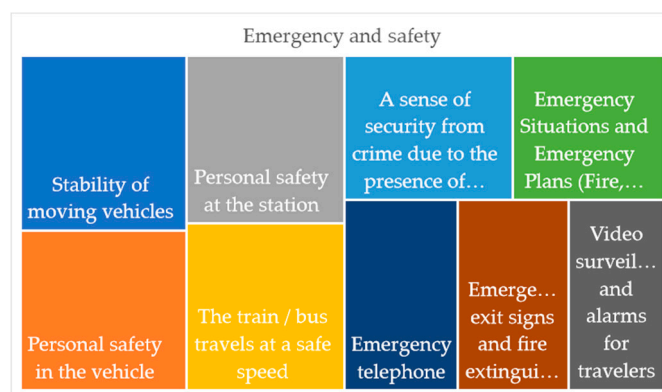 Emergency and safety
Stability of
moving vehicles
Personal safety
in the vehicle
Personal safety
at the station
The train / bus
travels at a safe
speed
A sense of
security from
crime due to the
presence of…
Emergency
Situations and
Emergency
Plans (Fire,…
Emergency
telephone
Emerge…
exit signs
and fire
extingui…
Video
surveil…
and
alarms
for
travelers